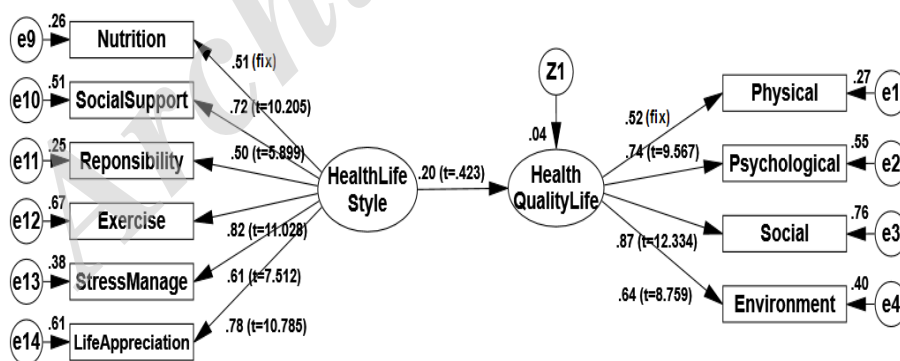 .26
e9
Nutrition
.51 (fix)
.51
e10
SocialSupport
.72 (t=10.205)
.25
e11
Reponsibility
.50 (t=5.899)
.67
e12
Exercise
.82 (t=11.028)
.38
e13
StressManage
.61 (t=7.512)
.61
e14
LifeAppreciation
.78 (t=10.785)
HealthLife
Style
.20 (t=.423)
Z1
.04
Health
QualityLife
.52 (fix)
Physical
.27
e1
.74 (t=9.567)
Psychological
.55
e2
.87 (t=12.334)
Social
.76
e3
.64 (t=8.759)
Environment
.40
e4